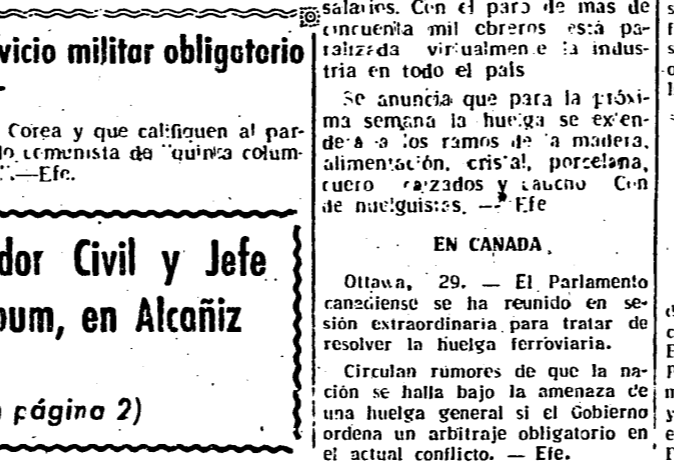 vicio militar obligatorio
Corea y que califiquen al par-
comunista de "quinta colum-
".—Efe.
dor Civil y Jefe
bum, en Alcañiz
página 2)
salarios. Con el paro de mas de
cincuenta mil obreros está pa-
ralizada virtualmen e la indus-
tria en todo el país
Se anuncia que para la próxi-
ma semana la huelga se exten-
derá a los ramos de la madera,
alimentación, cristal, porcelana,
cuero calzados y caucho Con
de huelguistas. — Efe
EN CANADA
Ottawa, 29. — El Parlamento
canadiense se ha reunido en se-
sión extraordinaria para tratar de
resolver la huelga ferroviaria.
Circulan rumores de que la na-
ción se halla bajo la amenaza de
una huelga general si el Gobierno
ordena un arbitraje obligatorio en
el actual conflicto. — Efe.